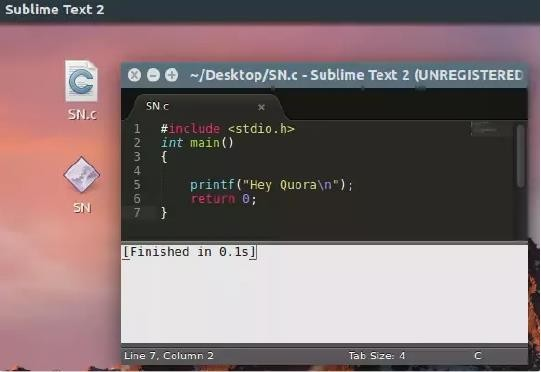 Sublime Text 2
~/Desktop/SN.c - Sublime Text 2 (UNREGISTERED
SN.c
SN
SN.c ×
1 #include <stdio.h>
2 int main()
3 {
4
5 printf("Hey Quora\n");
6 return 0;
7 }
[Finished in 0.1s]
Line 7, Column 2 Tab Size: 4 C